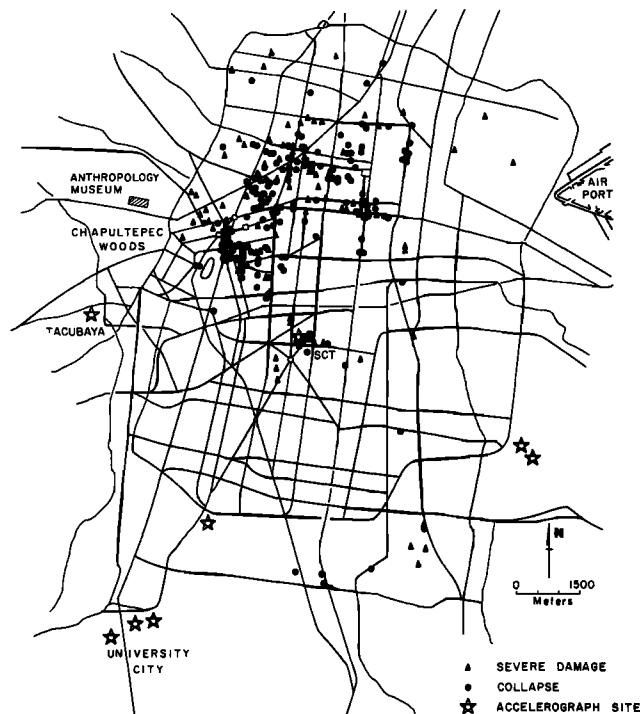 ANTHROPOLOGY
MUSEUM
CHAPULTEPEC
WOODS
AIR
PORT
TACUBAYA
SCT
N
0 1500
Meters
UNIVERSITY
CITY
SEVERE DAMAGE
COLLAPSE
ACCELEROGRAPH SITE